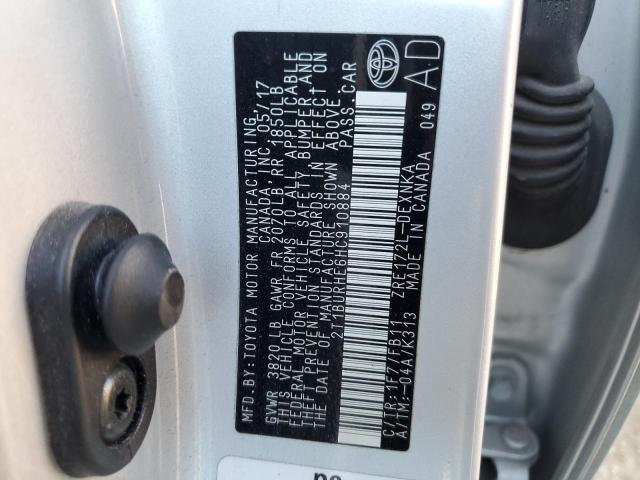 MFD.BY:TOYOTA MOTOR MANUFACTURING
CANADA,INC. 05/17
GVWR 3820LB GAWR FR 2070LB RR 1850LB
THIS VEHICLE CONFORMS TO ALL APPLICABLE
FEDERAL MOTOR VEHICLE SAFETY,BUMPER,AND
THEFT PREVENTION STANDARDS IN EFFECT ON
THE DATE OF MANUFACTURE SHOWN ABOVE.
2T1BURHE6HC910884 PASS.CAR
C/TR:1F7/FB11 ZRE172L-DEXNKA
A/TM:-04A/K313 MADE IN CANADA 049
AD